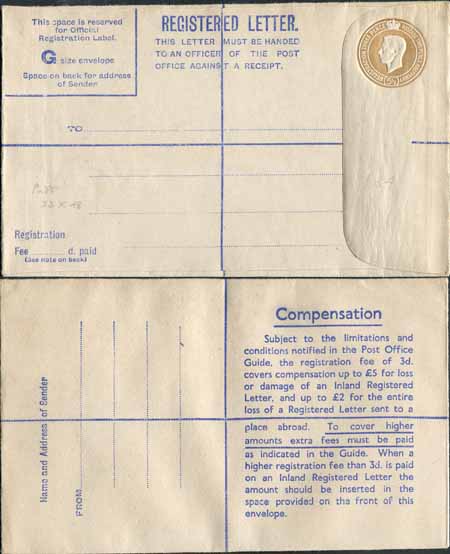 This space is reserved
for Official
Registration Label.
G size envelope
Space on back for address
of Sender
REGISTERED LETTER.
THIS LETTER MUST BE HANDED
TO AN OFFICER OF THE POST
OFFICE AGAINST A RECEIPT.
TO
Registration
Fee d. paid
(See note on back)
Name and Address of Sender
FROM
Compensation
Subject to the limitations and
conditions notified in the Post Office
Guide, the registration fee of 3d.
covers compensation up to £5 for loss
or damage of an Inland Registered
Letter, and up to £2 for the entire
loss of a Registered Letter sent to a
place abroad. To cover higher
amounts extra fees must be paid
as indicated in the Guide. When a
higher registration fee than 3d. is paid
on an Inland Registered Letter the
amount should be inserted in the
space provided on the front of this
envelope.